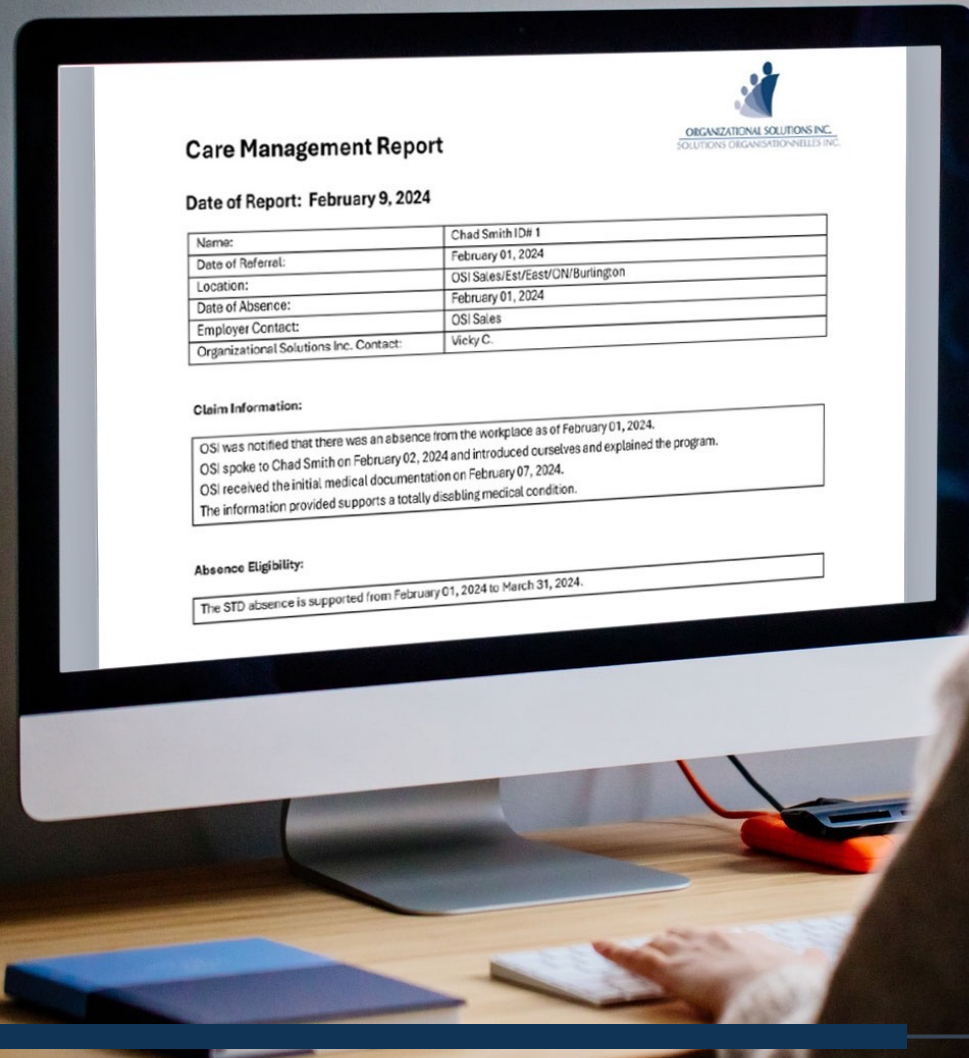 ORGANIZATIONAL SOLUTIONS INC.
SOLUTIONS ORGANISATIONNELLES INC.
Care Management Report
Date of Report: February 9, 2024
Name: Chad Smith ID# 1
Date of Referral: February 01, 2024
Location: OSI Sales/Est/East/ON/Burlington
Date of Absence: February 01, 2024
Employer Contact: OSI Sales
Organizational Solutions Inc. Contact: Vicky C.
Claim Information:
OSI was notified that there was an absence from the workplace as of February 01, 2024.
OSI spoke to Chad Smith on February 02, 2024 and introduced ourselves and explained the program.
OSI received the initial medical documentation on February 07, 2024.
The information provided supports a totally disabling medical condition.
Absence Eligibility:
The STD absence is supported from February 01, 2024 to March 31, 2024.